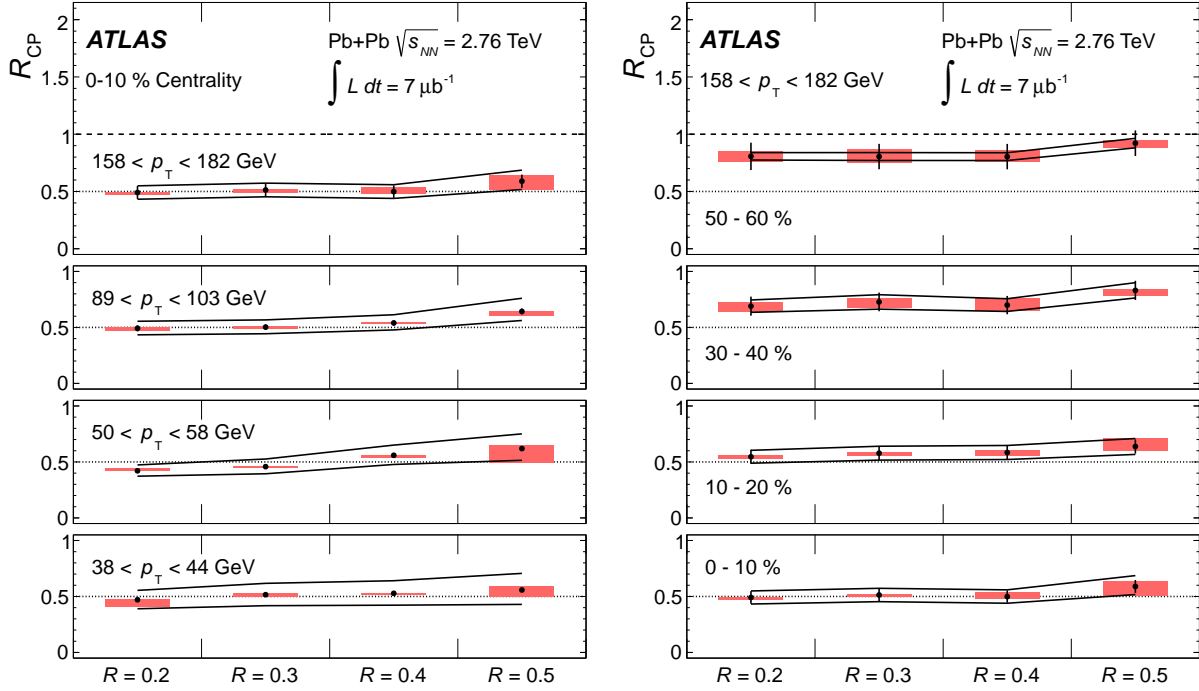 R_CP
2
1.5
1
0.5
0
ATLAS
Pb+Pb √s_NN = 2.76 TeV
0-10 % Centrality
∫ L dt = 7 μb⁻¹
158 < p_T < 182 GeV
1
0.5
0
89 < p_T < 103 GeV
1
0.5
0
50 < p_T < 58 GeV
1
0.5
0
38 < p_T < 44 GeV
R = 0.2 R = 0.3 R = 0.4 R = 0.5
R_CP
2
1.5
1
0.5
0
ATLAS
Pb+Pb √s_NN = 2.76 TeV
158 < p_T < 182 GeV
∫ L dt = 7 μb⁻¹
50 - 60 %
1
0.5
0
30 - 40 %
1
0.5
0
10 - 20 %
1
0.5
0
0 - 10 %
R = 0.2 R = 0.3 R = 0.4 R = 0.5